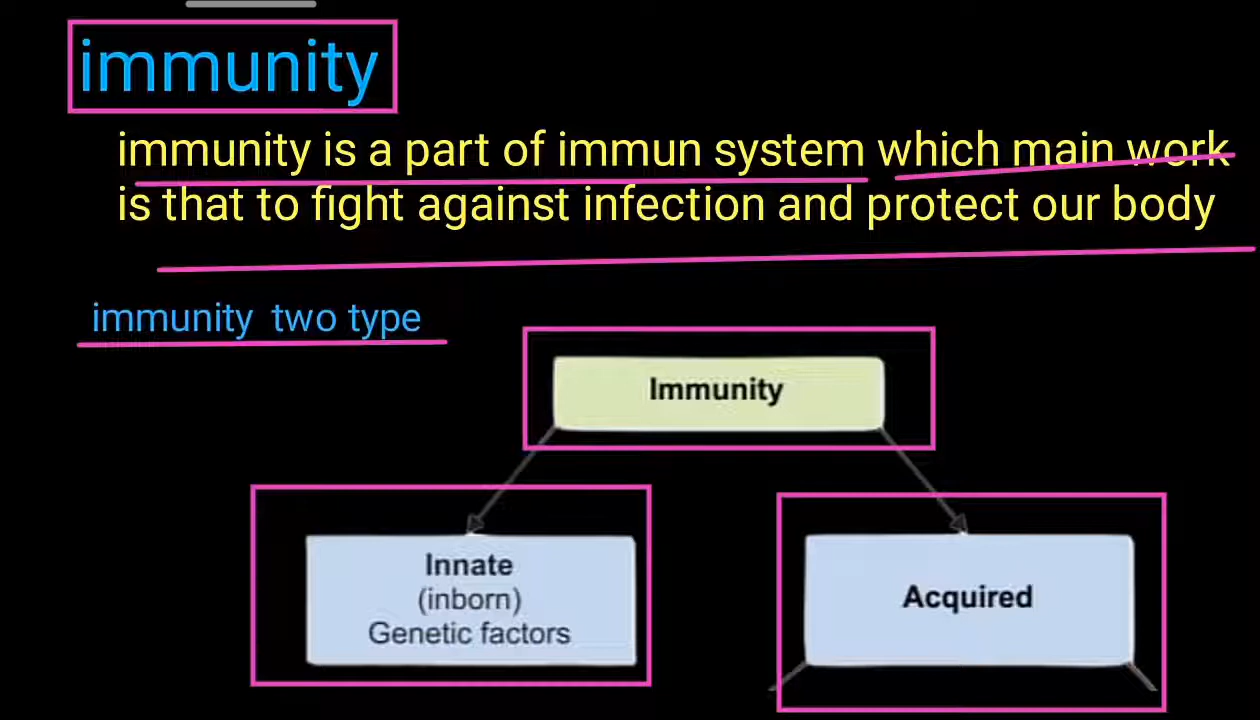 immunity
immunity is a part of immun system which main work
is that to fight against infection and protect our body
immunity two type
Immunity
Innate
(inborn)
Genetic factors
Acquired